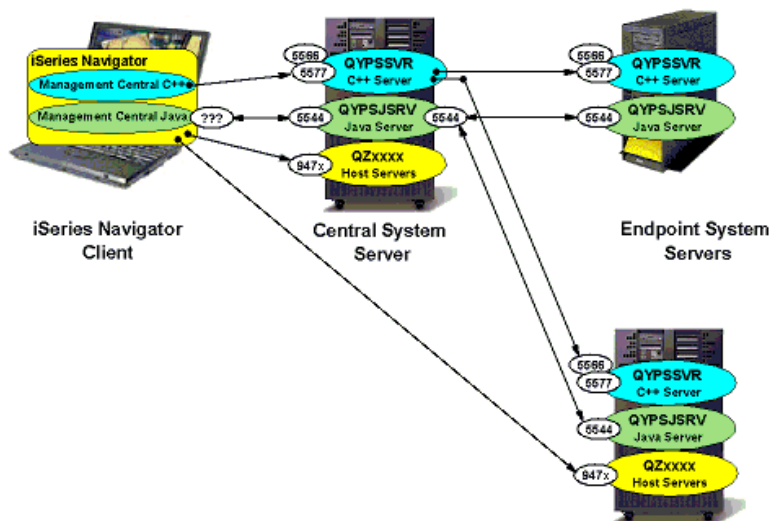 iSeries Navigator
Management Central C++
Management Central Java
???
5566
5577
QYPSSVR
C++ Server
5544
QYPSJSRV
Java Server
5544
947x
QZxxxx
Host Servers
5566
5577
QYPSSVR
C++ Server
5544
QYPSJSRV
Java Server
iSeries Navigator
Client
Central System
Server
Endpoint System
Servers
5566
5577
QYPSSVR
C++ Server
5544
QYPSJSRV
Java Server
947x
QZxxxx
Host Servers